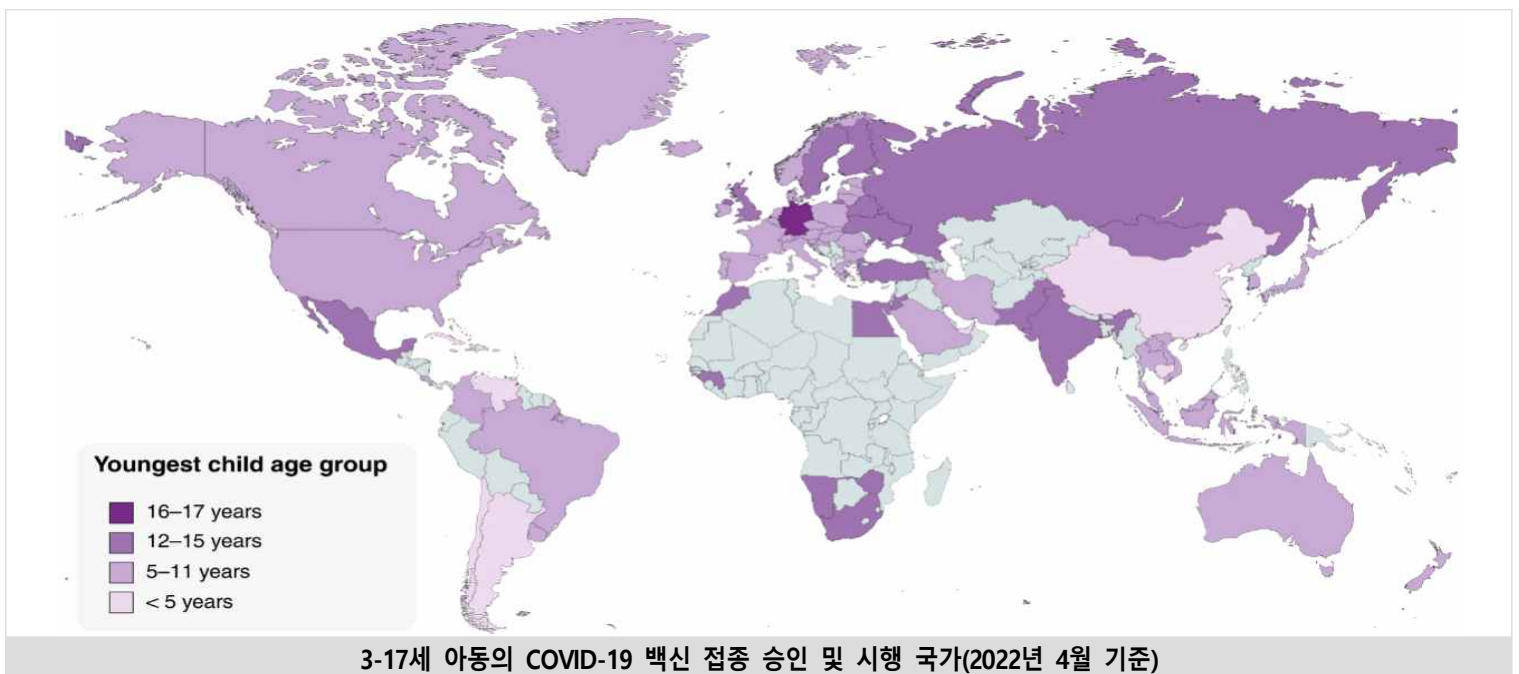 Youngest child age group
16–17 years
12–15 years
5–11 years
< 5 years
3-17세 아동의 COVID-19 백신 접종 승인 및 시행 국가(2022년 4월 기준)